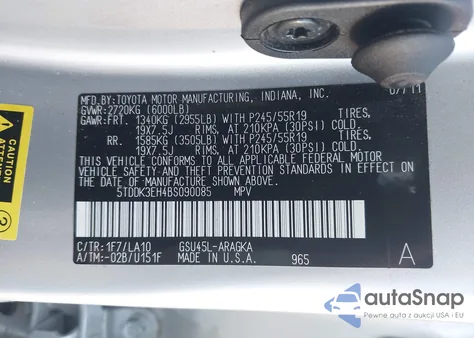 MFD.BY:TOYOTA MOTOR MANUFACTURING, INDIANA, INC. 07/11
GVWR: 2720KG (6000LB)
GAWR:FRT. 1340KG (2955LB) WITH P245/55R19 TIRES,
19X7.5J RIMS, AT 210KPA (30PSI) COLD.
RR. 1585KG (3505LB) WITH P245/55R19 TIRES,
19X7.5J RIMS, AT 210KPA (30PSI) COLD.
THIS VEHICLE CONFORMS TO ALL APPLICABLE FEDERAL MOTOR
VEHICLE SAFETY AND THEFT PREVENTION STANDARDS IN
EFFECT ON THE DATE OF MANUFACTURE SHOWN ABOVE.
5TDDK3EH4BS090085 MPV
C/TR: 1F7/LA10 GSU45L-ARAGKA
A/TM:-02B/U151F MADE IN U.S.A. 965
A
CAUTION
autoSnap
Pewne auta z aukcji USA i EU